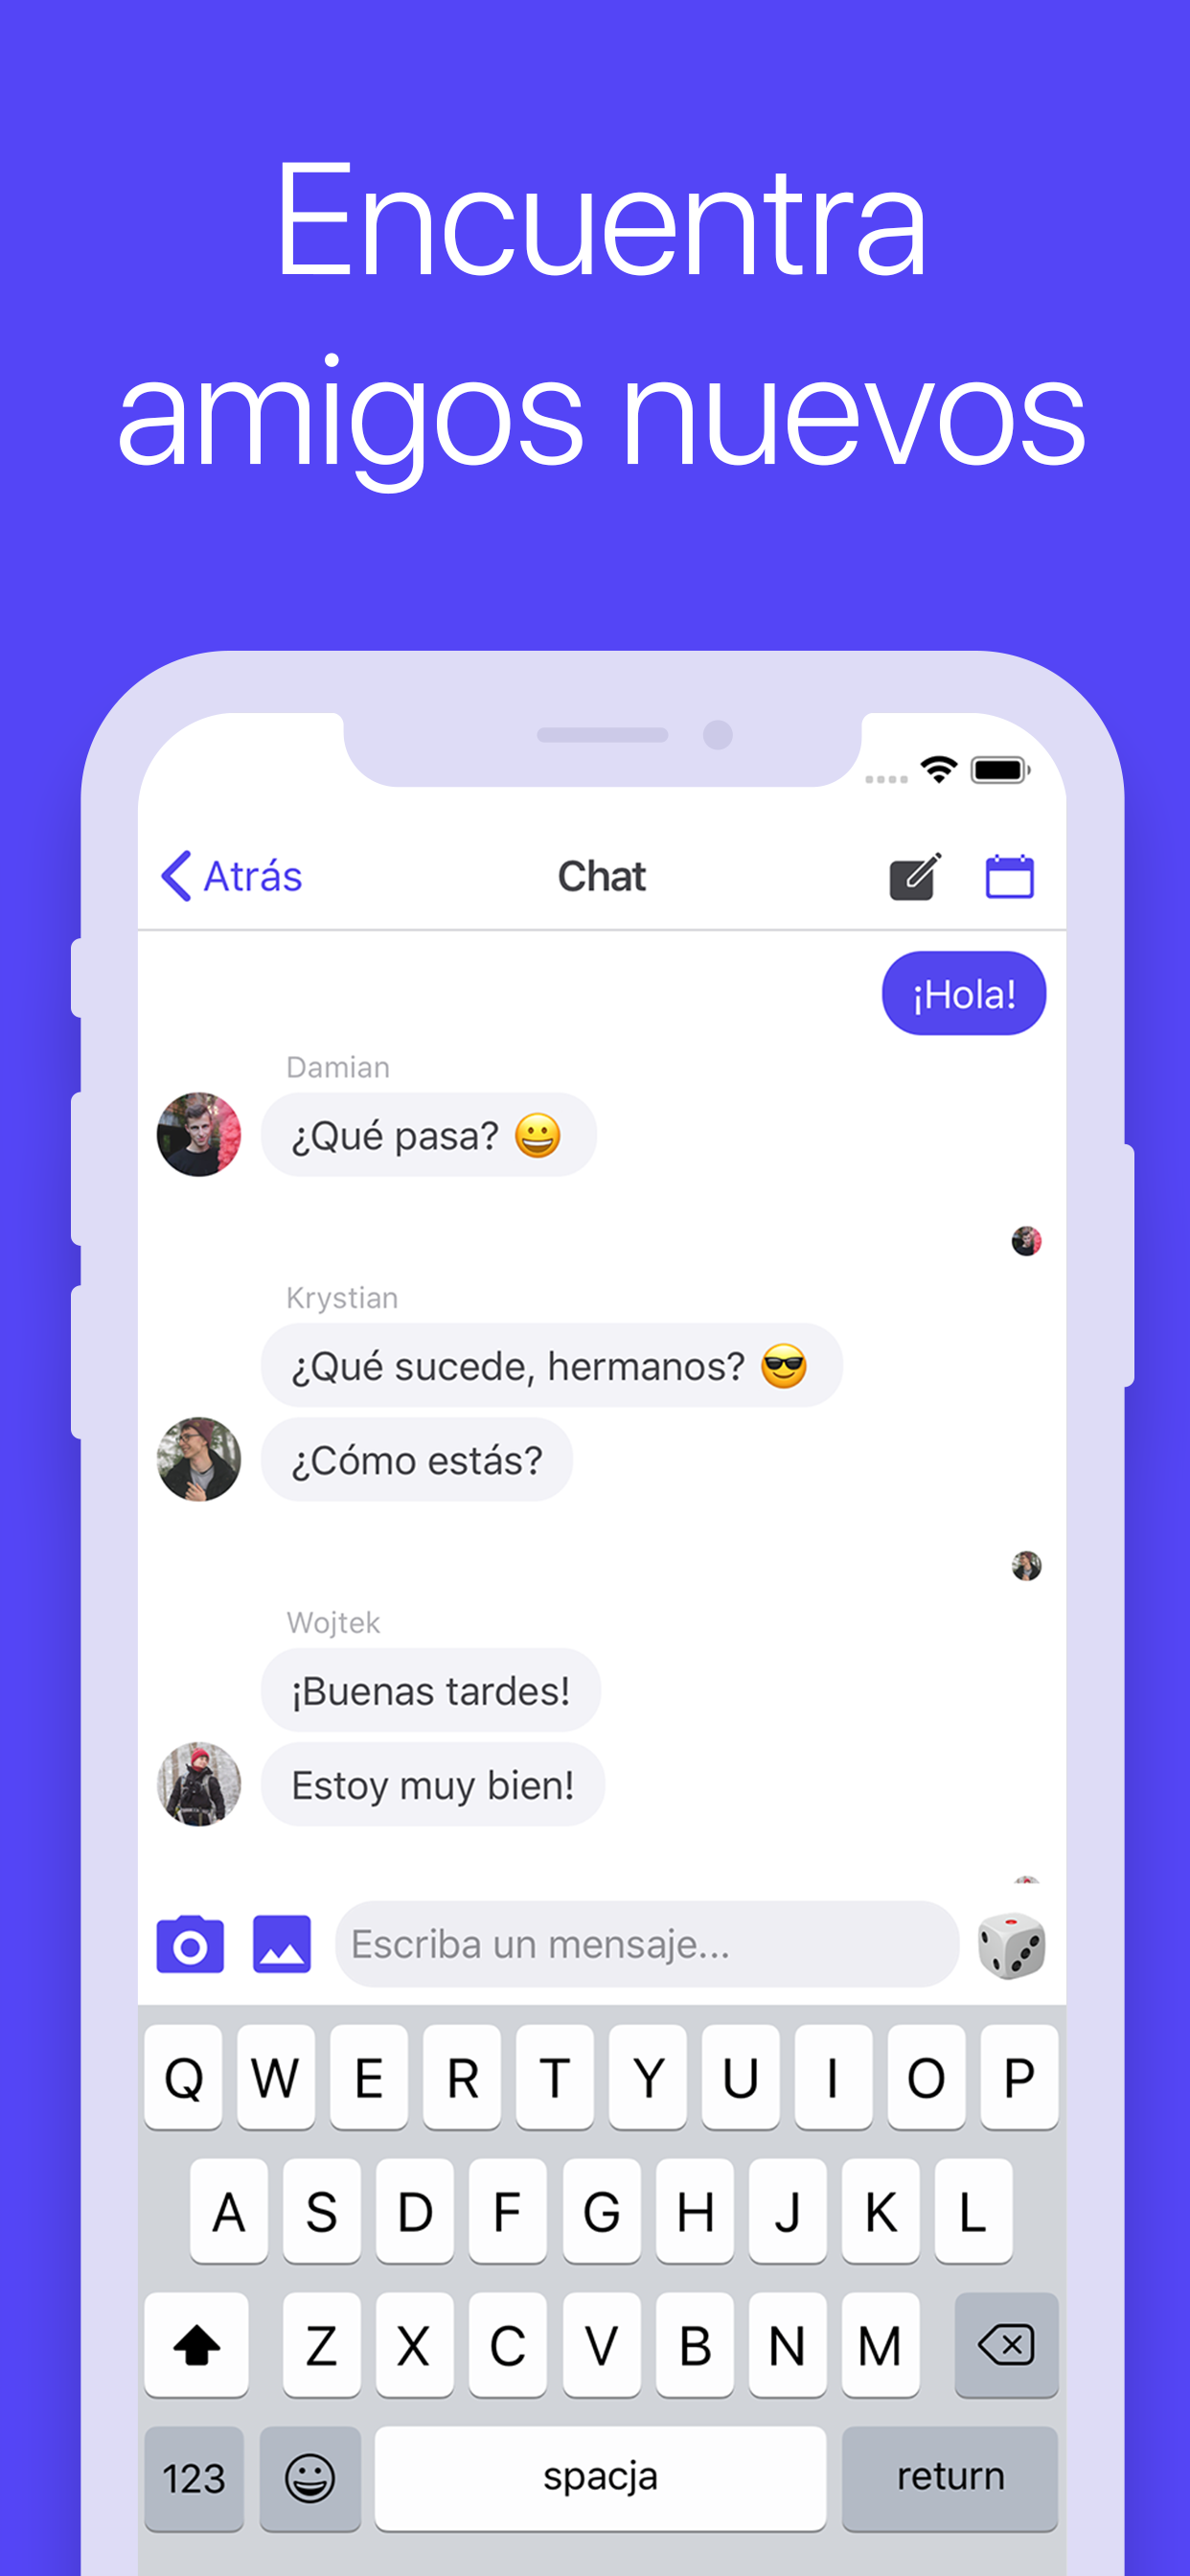 Encuentra
amigos nuevos
Atrás
Chat
¡Hola!
Damian
¿Qué pasa? 😀
Krystian
¿Qué sucede, hermanos? 😎
¿Cómo estás?
Wojtek
¡Buenas tardes!
Estoy muy bien!
Escriba un mensaje...
Q W E R T Y U I O P
A S D F G H J K L
Z X C V B N M
123 spacja return